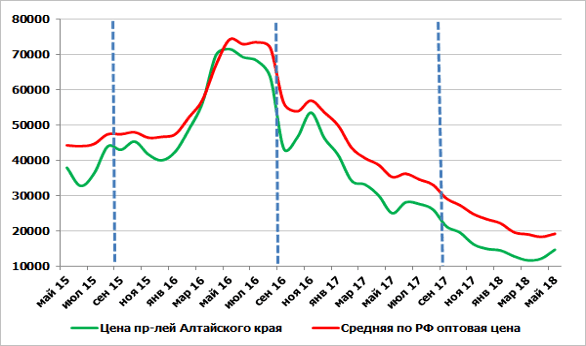 80000
70000
60000
50000
40000
30000
20000
10000
май 15
июл 15
сен 15
ноя 15
янв 16
мар 16
май 16
июл 16
сен 16
ноя 16
янв 17
мар 17
май 17
июл 17
сен 17
ноя 17
янв 18
мар 18
май 18
Цена пр-лей Алтайского края
Средняя по РФ оптовая цена